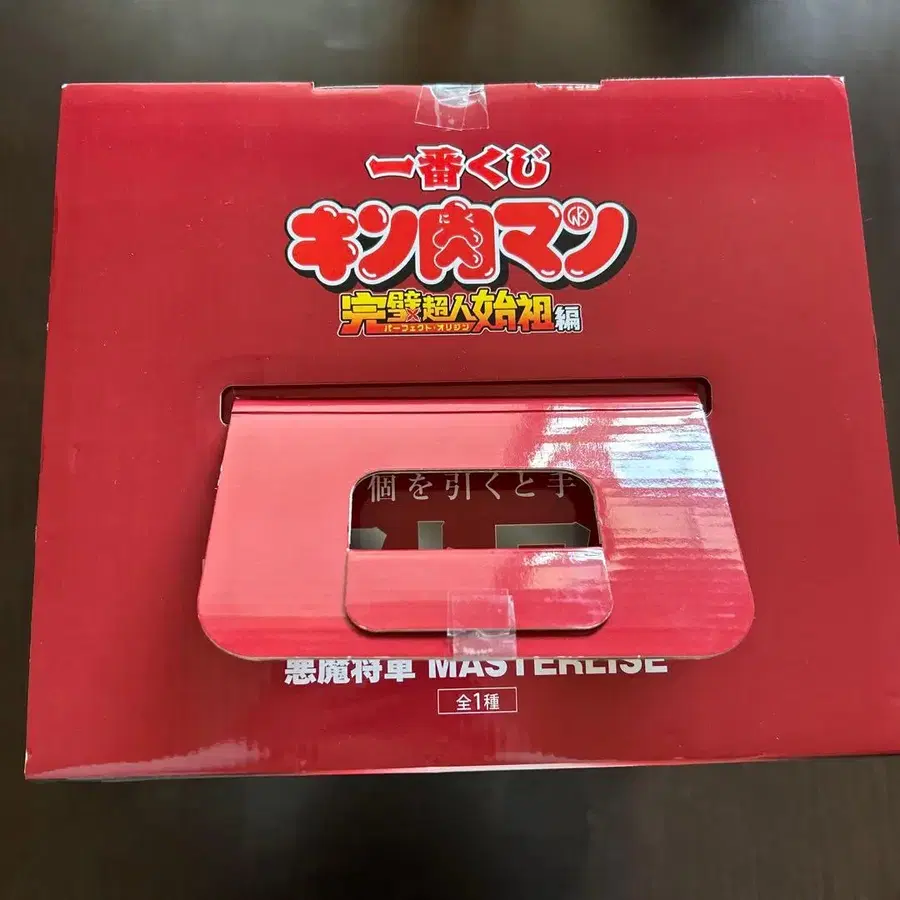 一番くじ
キン肉マン
にく
完璧超人始祖編
パーフェクト・オリジン
個を引くと手
悪魔将軍 MASTERLISE
全1種